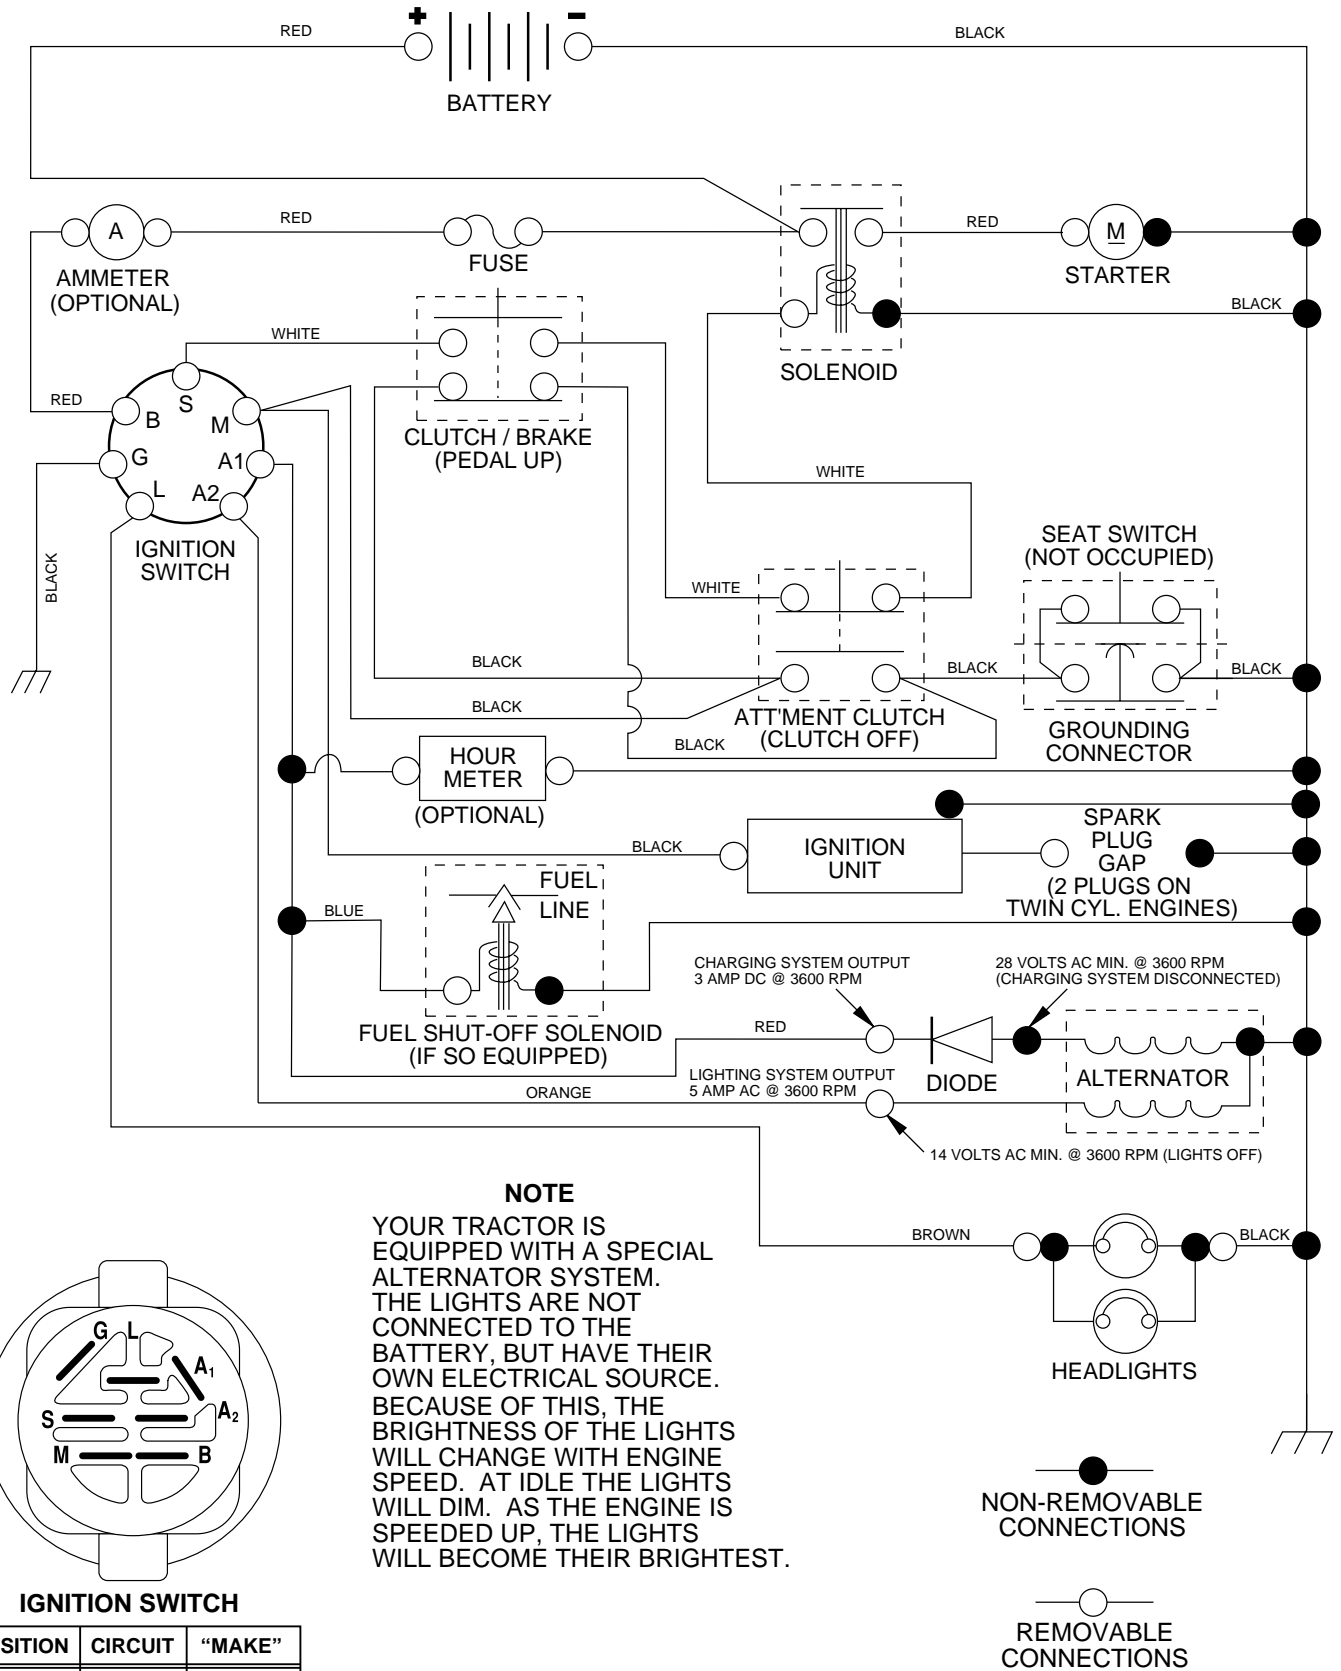 + -
RED
BLACK
BATTERY
A
RED
FUSE
RED
M
STARTER
AMMETER
(OPTIONAL)
BLACK
WHITE
SOLENOID
RED
S
B
M
G
A1
L
A2
CLUTCH / BRAKE
(PEDAL UP)
WHITE
IGNITION
SWITCH
BLACK
SEAT SWITCH
(NOT OCCUPIED)
WHITE
BLACK
BLACK
BLACK
BLACK
ATT'MENT CLUTCH
(CLUTCH OFF)
BLACK
GROUNDING
CONNECTOR
HOUR
METER
(OPTIONAL)
BLACK
IGNITION
UNIT
SPARK
PLUG
GAP
(2 PLUGS ON
TWIN CYL. ENGINES)
FUEL
LINE
BLUE
FUEL SHUT-OFF SOLENOID
(IF SO EQUIPPED)
CHARGING SYSTEM OUTPUT
3 AMP DC @ 3600 RPM
28 VOLTS AC MIN. @ 3600 RPM
(CHARGING SYSTEM DISCONNECTED)
RED
DIODE
ALTERNATOR
LIGHTING SYSTEM OUTPUT
5 AMP AC @ 3600 RPM
ORANGE
14 VOLTS AC MIN. @ 3600 RPM (LIGHTS OFF)
NOTE
YOUR TRACTOR IS
EQUIPPED WITH A SPECIAL
ALTERNATOR SYSTEM.
THE LIGHTS ARE NOT
CONNECTED TO THE
BATTERY, BUT HAVE THEIR
OWN ELECTRICAL SOURCE.
BECAUSE OF THIS, THE
BRIGHTNESS OF THE LIGHTS
WILL CHANGE WITH ENGINE
SPEED. AT IDLE THE LIGHTS
WILL DIM. AS THE ENGINE IS
SPEEDED UP, THE LIGHTS
WILL BECOME THEIR BRIGHTEST.
BROWN
BLACK
HEADLIGHTS
G L
A1
S
A2
M
B
IGNITION SWITCH
SITION CIRCUIT “MAKE”
NON-REMOVABLE
CONNECTIONS
REMOVABLE
CONNECTIONS